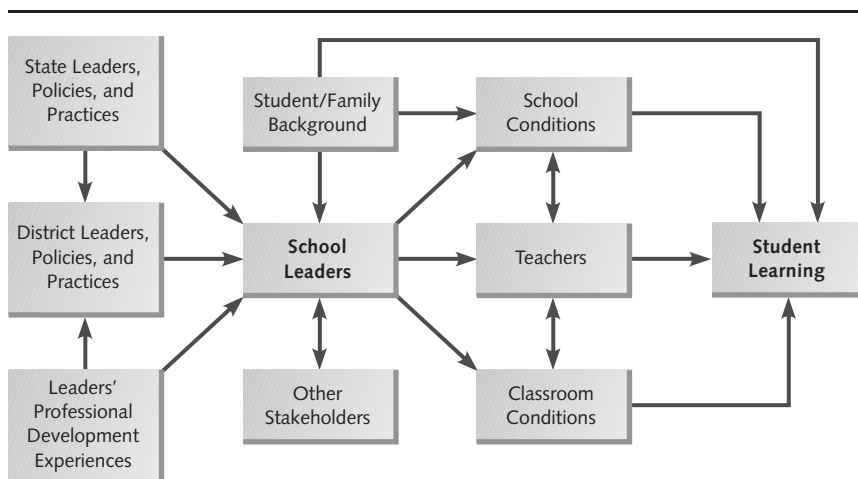 State Leaders,
Policies, and
Practices
Student/Family
Background
School
Conditions
District Leaders,
Policies, and
Practices
School
Leaders
Teachers
Student
Learning
Leaders’
Professional
Development
Experiences
Other
Stakeholders
Classroom
Conditions